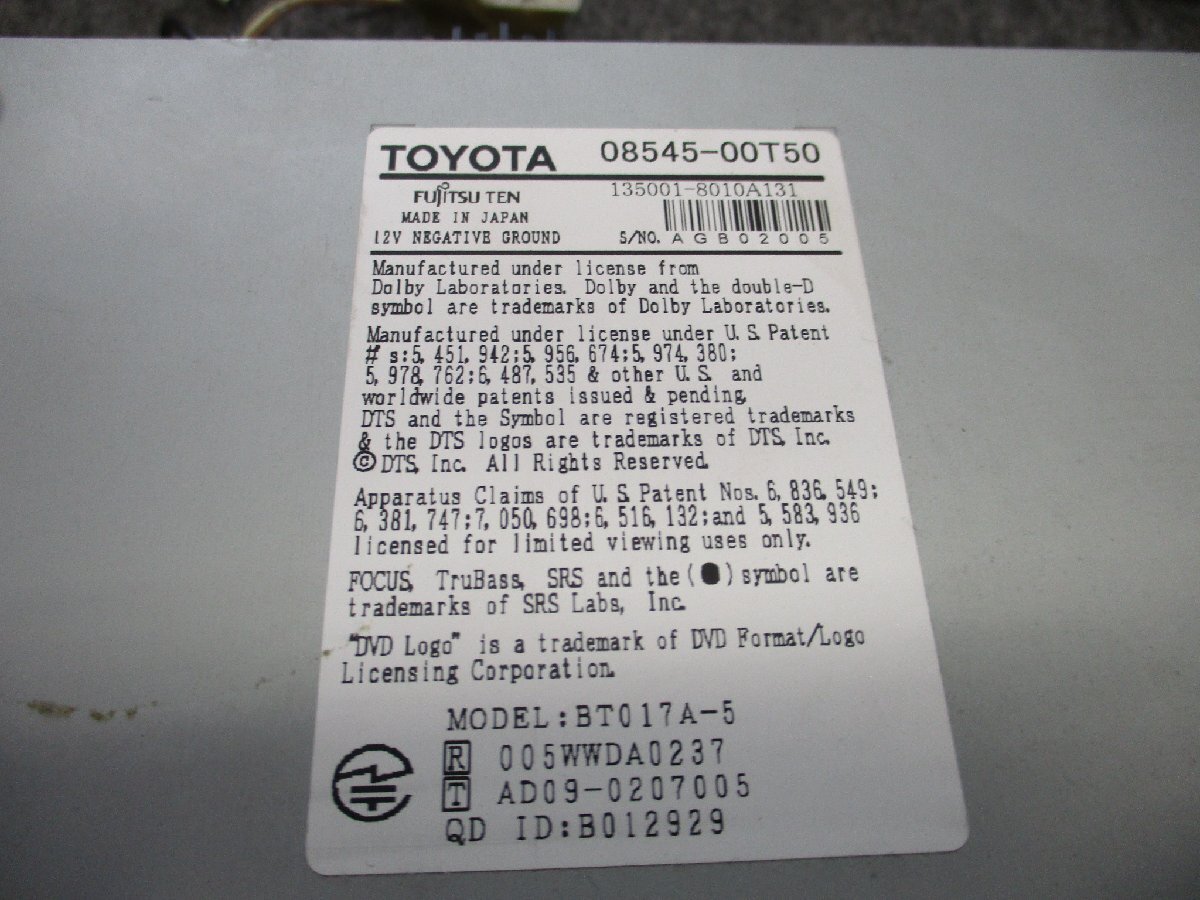 TOYOTA 08545-00T50
FUJITSU TEN 135001-8010A131
MADE IN JAPAN
12V NEGATIVE GROUND S/NO. AGB02005
Manufactured under license from
Dolby Laboratories. Dolby and the double-D
symbol are trademarks of Dolby Laboratories.
Manufactured under license under U.S.Patent
# s:5,451,942;5,956,674;5,974,380;
5,978,762;6,487,535 & other U.S. and
worldwide patents issued & pending.
DTS and the Symbol are registered trademarks
& the DTS logos are trademarks of DTS, Inc.
©DTS, Inc. All Rights Reserved.
Apparatus Claims of U.S.Patent Nos.6,836,549;
6,381,747;7,050,698;6,516,132;and 5,583,936
licensed for limited viewing uses only.
FOCUS, TruBass, SRS and the(●)symbol are
trademarks of SRS Labs, Inc.
"DVD Logo" is a trademark of DVD Format/Logo
Licensing Corporation.
MODEL:BT017A-5
R 005WWDA0237
T AD09-0207005
QD ID:B012929